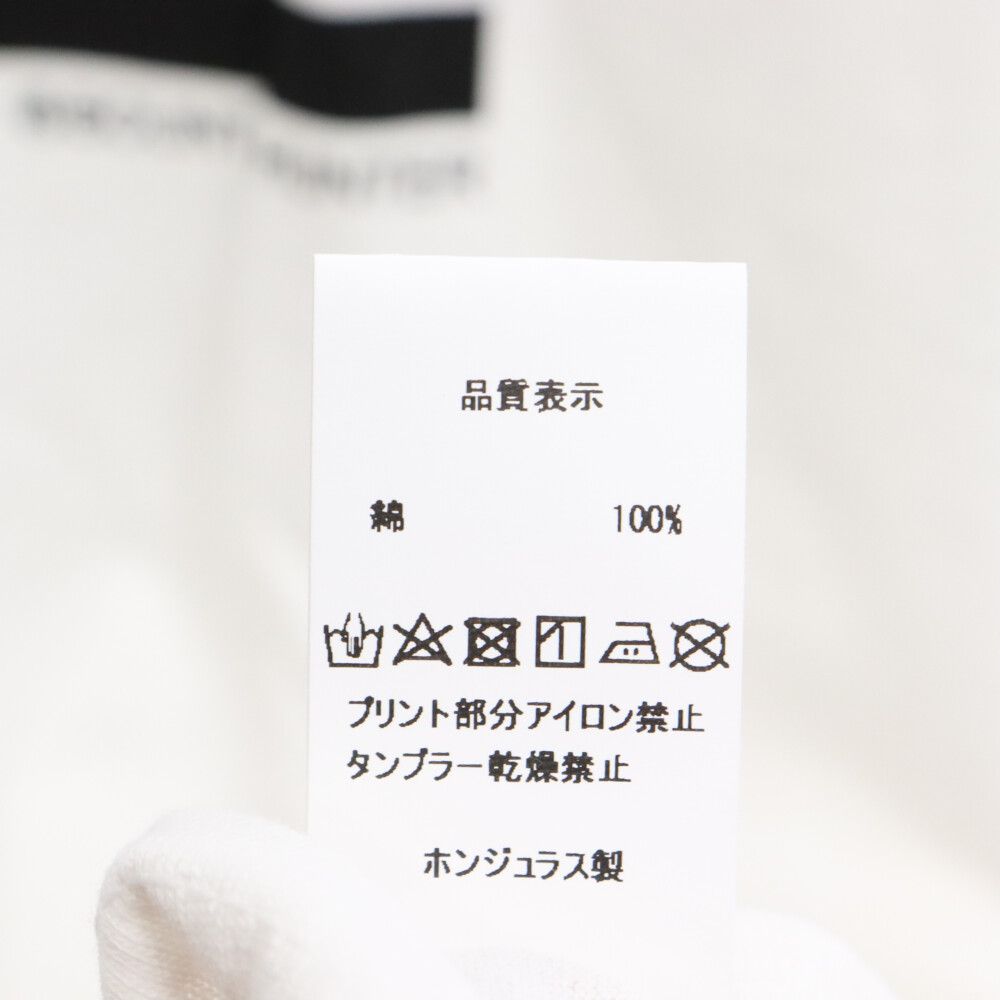 品質表示
綿 100%
プリント部分アイロン禁止
タンブラー乾燥禁止
ホンジュラス製